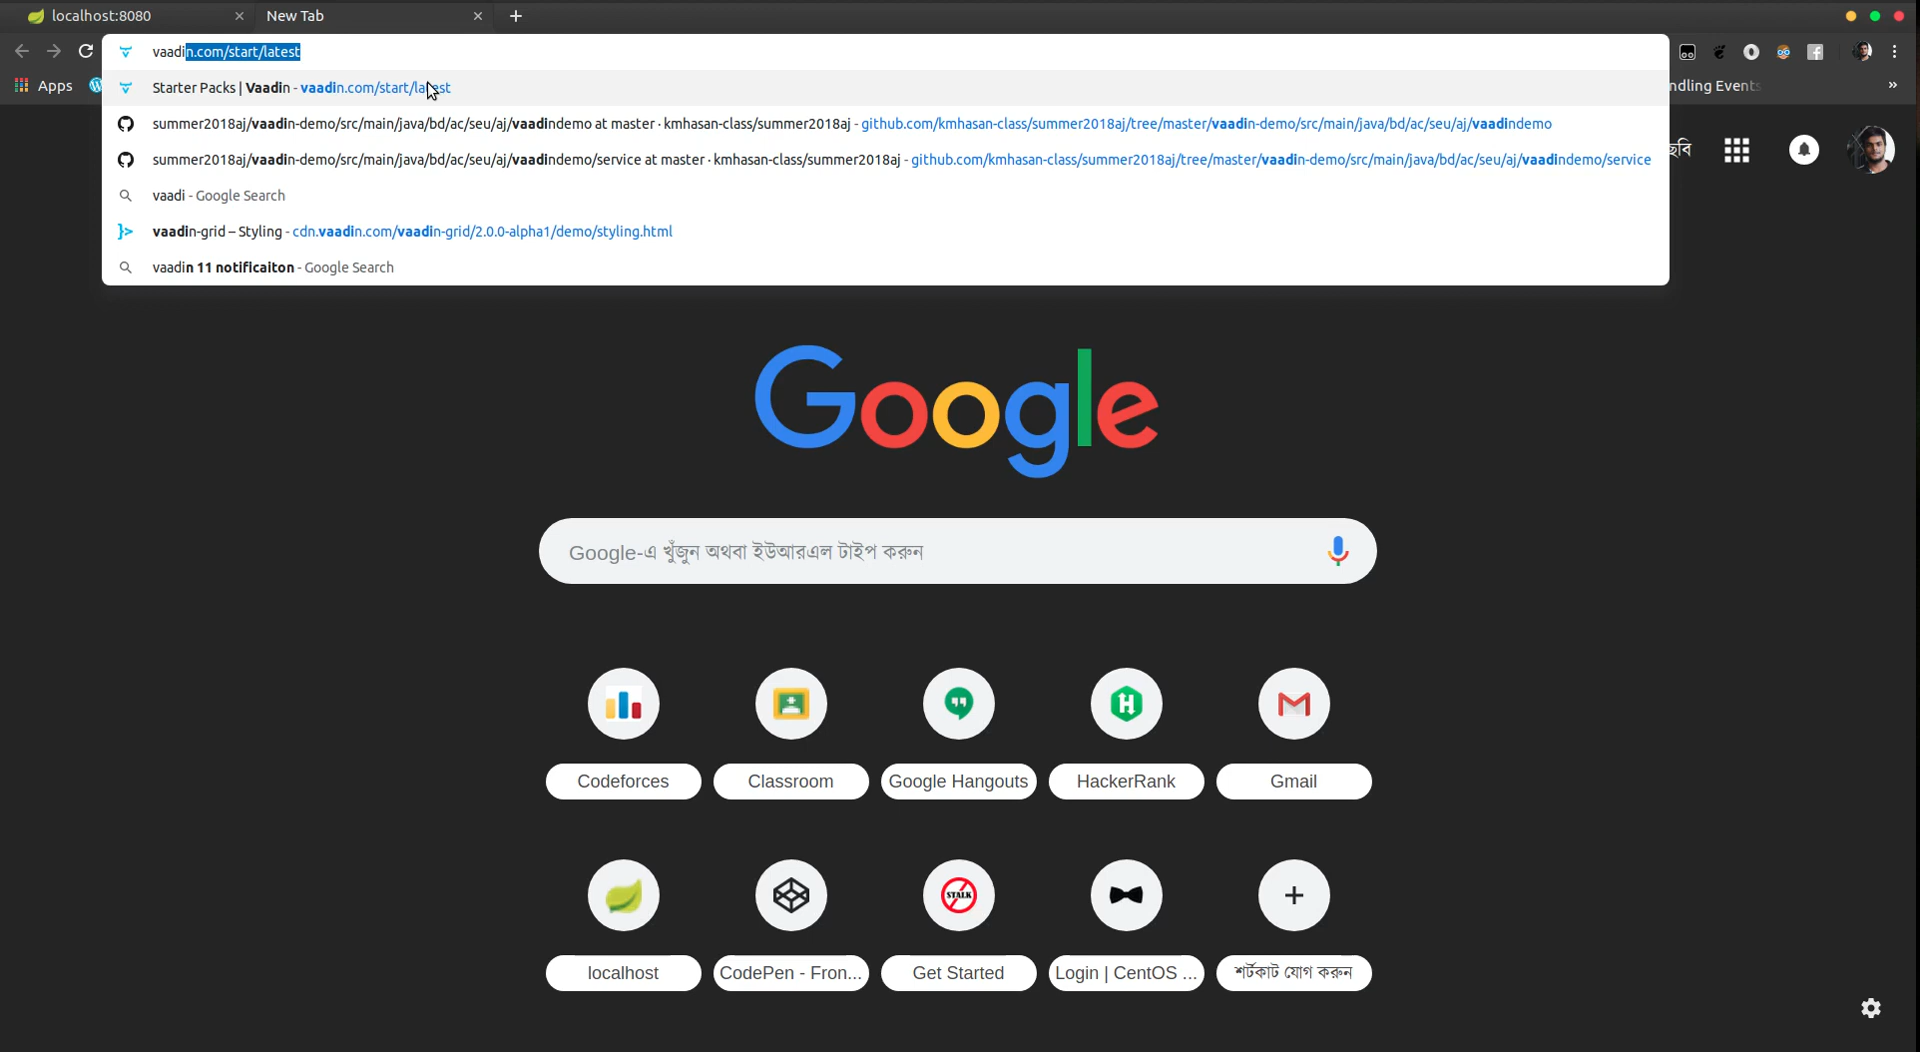 localhost:8080
New Tab
vaadin.com/start/latest
Apps
ndling Events
Starter Packs | Vaadin - vaadin.com/start/latest
summer2018aj/vaadin-demo/src/main/java/bd/ac/seu/aj/vaadindemo at master · kmhasan-class/summer2018aj - github.com/kmhasan-class/summer2018aj/tree/master/vaadin-demo/src/main/java/bd/ac/seu/aj/vaadindemo
summer2018aj/vaadin-demo/src/main/java/bd/ac/seu/aj/vaadindemo/service at master · kmhasan-class/summer2018aj - github.com/kmhasan-class/summer2018aj/tree/master/vaadin-demo/src/main/java/bd/ac/seu/aj/vaadindemo/service
ছবি
vaadi - Google Search
vaadin-grid – Styling - cdn.vaadin.com/vaadin-grid/2.0.0-alpha1/demo/styling.html
vaadin 11 notificaiton - Google Search
Google
Google-এ খুঁজুন অথবা ইউআরএল টাইপ করুন
Codeforces
Classroom
Google Hangouts
HackerRank
Gmail
STALK
localhost
CodePen - Fron...
Get Started
Login | CentOS ...
শর্টকাট যোগ করুন